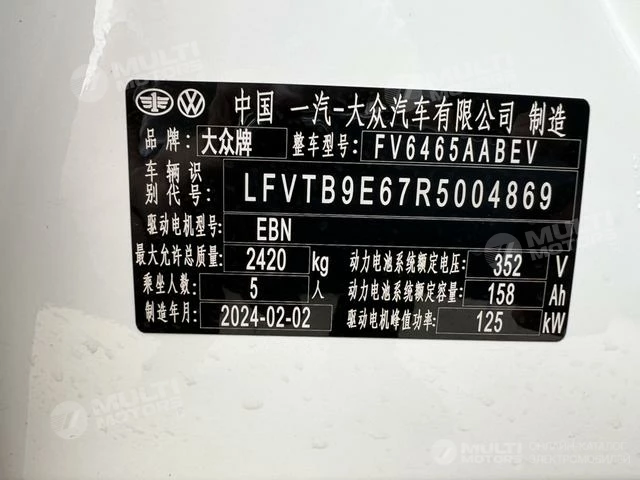 中国 一汽-大众汽车有限公司 制造
品牌: 大众牌 整车型号: FV6465AABEV
车辆识别代号: LFVTB9E67R5004869
驱动电机型号: EBN
最大允许总质量: 2420 kg 动力电池系统额定电压: 352 V
乘坐人数: 5 人 动力电池系统额定容量: 158 Ah
制造年月: 2024-02-02 驱动电机峰值功率: 125 kW
MULTI MOTORS